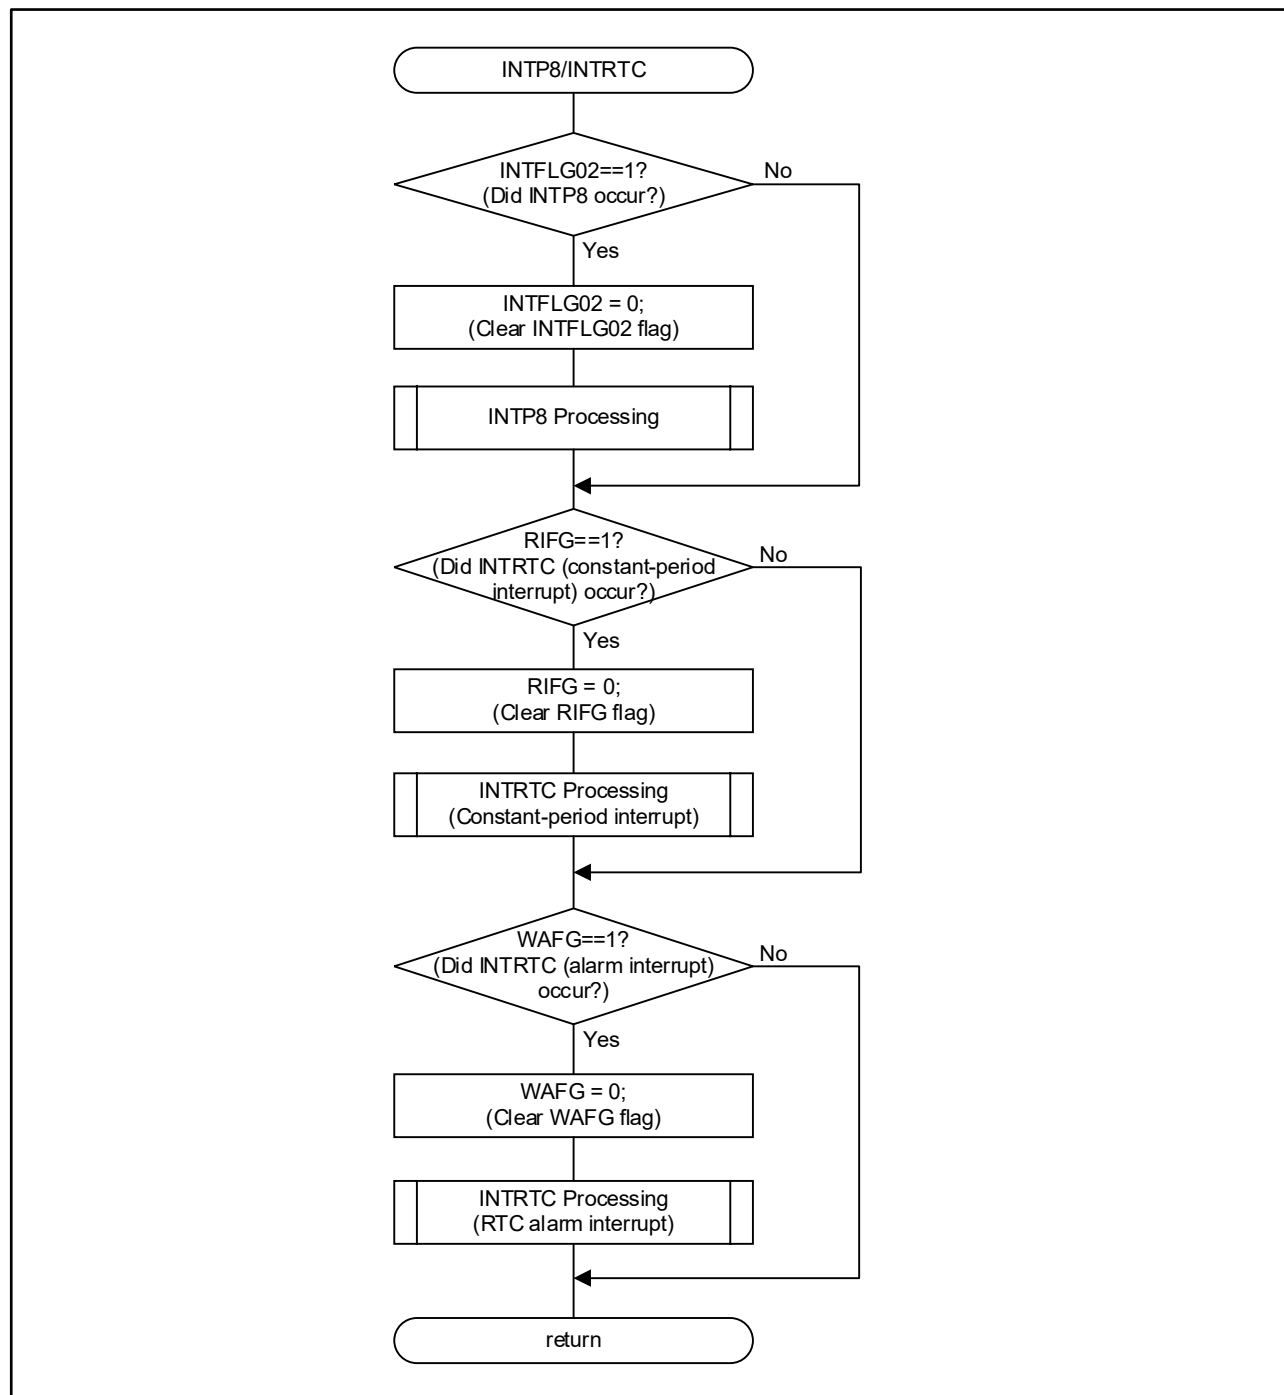 INTP8/INTRTC
INTFLG02==1?
(Did INTP8 occur?)
No
Yes
INTFLG02 = 0;
(Clear INTFLG02 flag)
INTP8 Processing
RIFG==1?
(Did INTRTC (constant-period
interrupt) occur?)
No
Yes
RIFG = 0;
(Clear RIFG flag)
INTRTC Processing
(Constant-period interrupt)
WAFG==1?
(Did INTRTC (alarm interrupt)
occur?)
No
Yes
WAFG = 0;
(Clear WAFG flag)
INTRTC Processing
(RTC alarm interrupt)
return